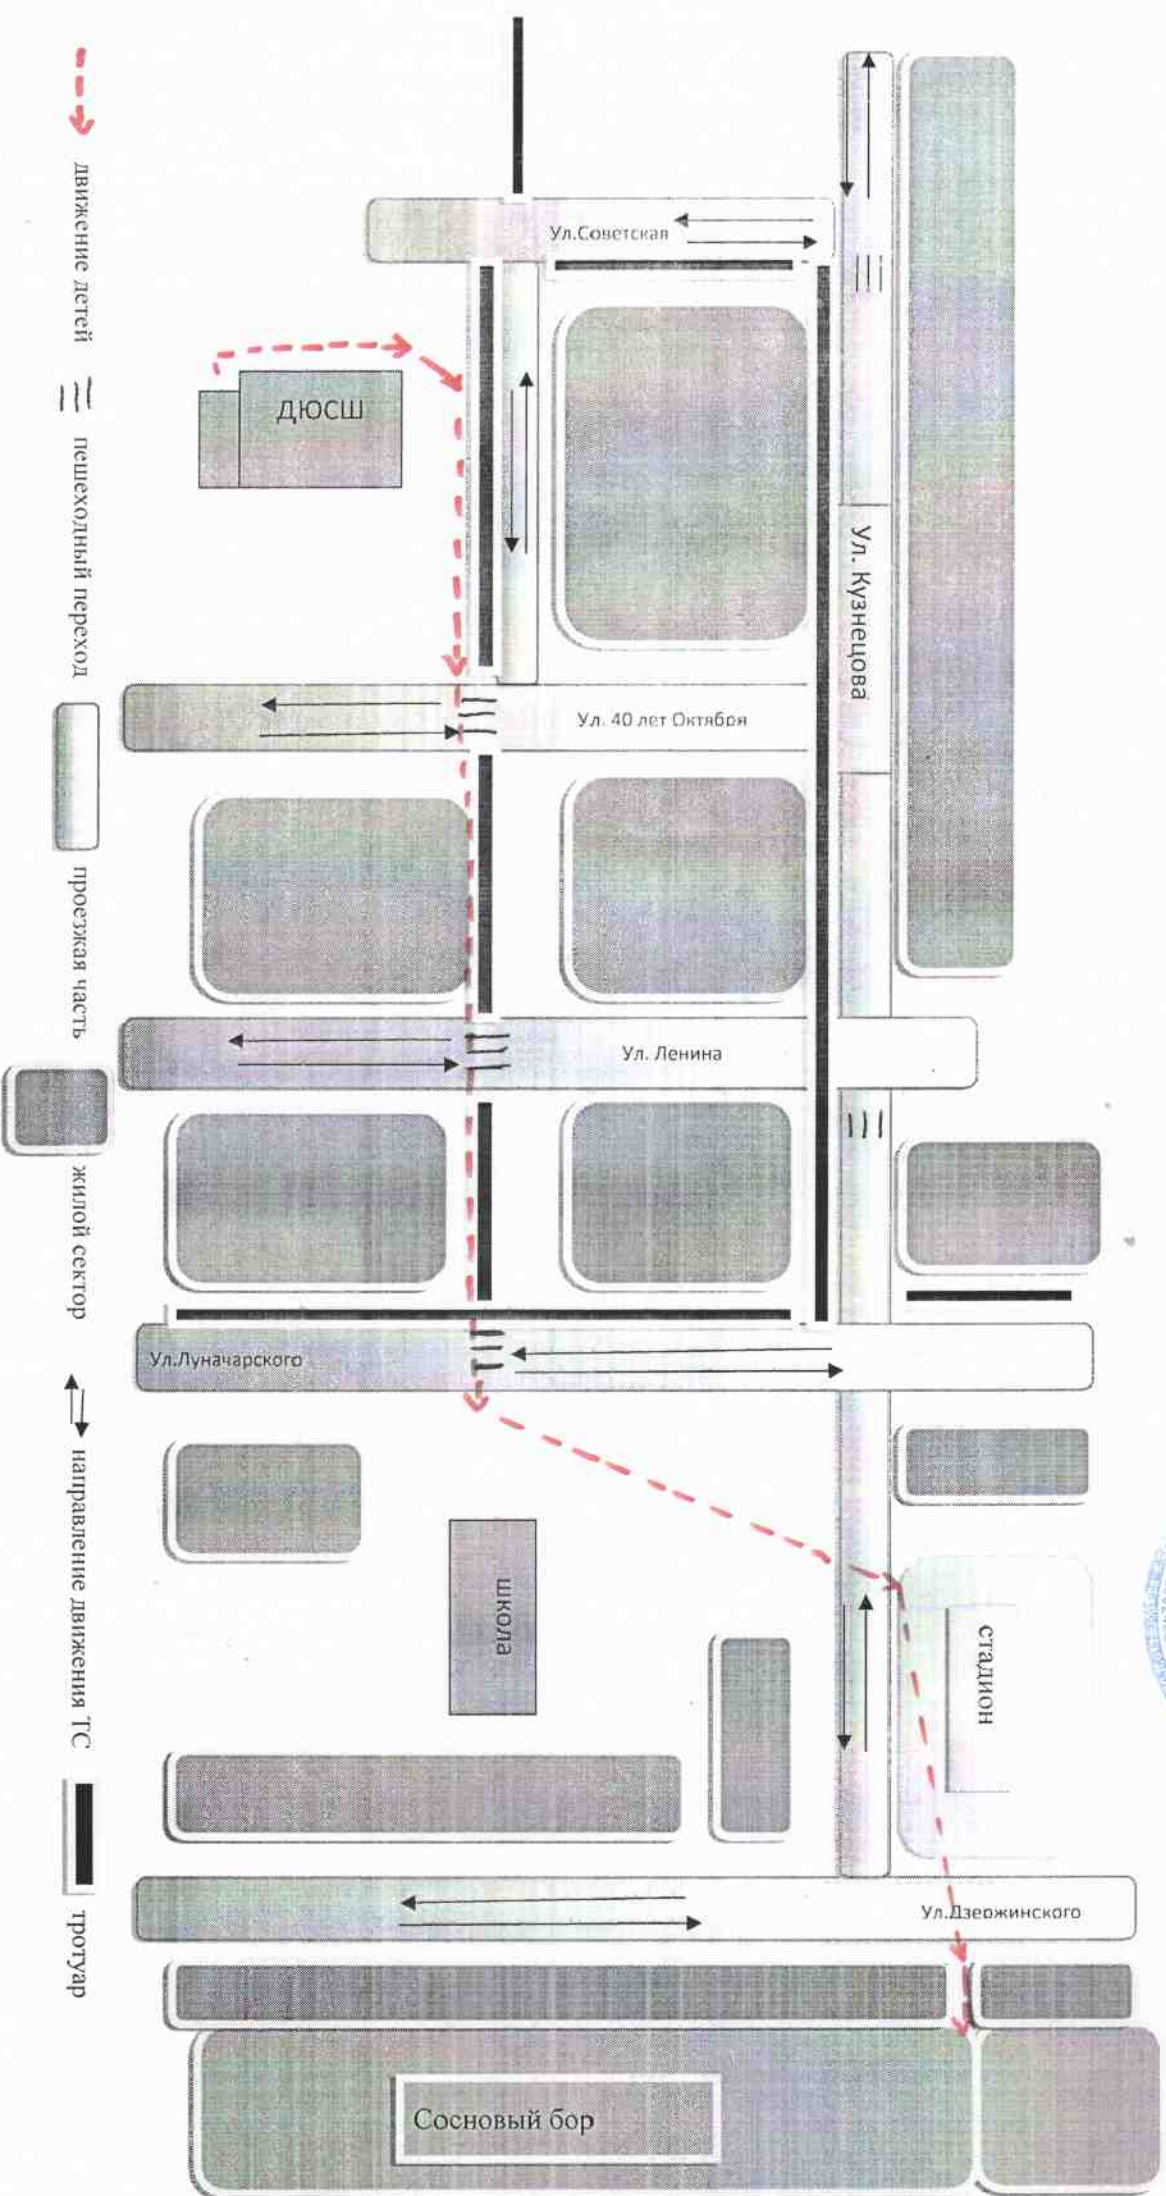 Ул.Советская
ДЮСШ
Ул. Кузнецова
Ул. 40 лет Октября
Ул. Ленина
Ул.Луначарского
школа
стадион
Ул.Дзержинского
Сосновый бор
движение детей
пешеходный переход
проезжая часть
жилой сектор
направление движения ТС
тротуар